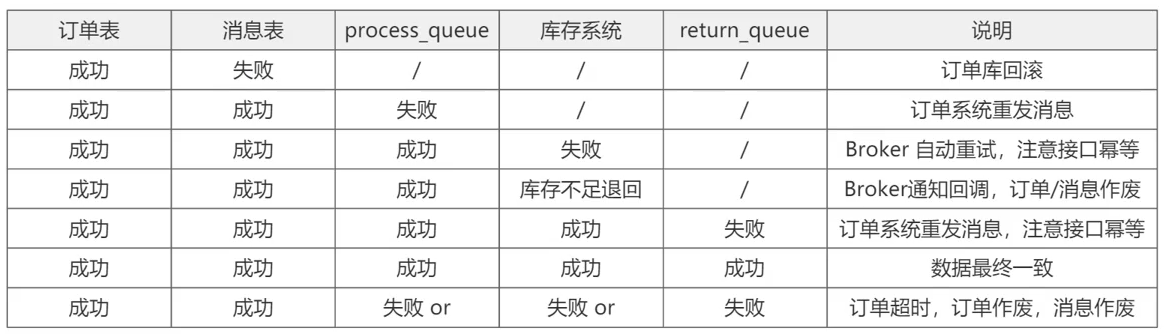 订单表 消息表 process_queue 库存系统 return_queue 说明
成功 失败 / / / 订单库回滚
成功 成功 失败 / / 订单系统重发消息
成功 成功 成功 失败 / Broker 自动重试，注意接口幂等
成功 成功 成功 库存不足退回 / Broker通知回调，订单/消息作废
成功 成功 成功 成功 失败 订单系统重发消息，注意接口幂等
成功 成功 成功 成功 成功 数据最终一致
成功 成功 失败 or 失败 or 失败 订单超时，订单作废，消息作废